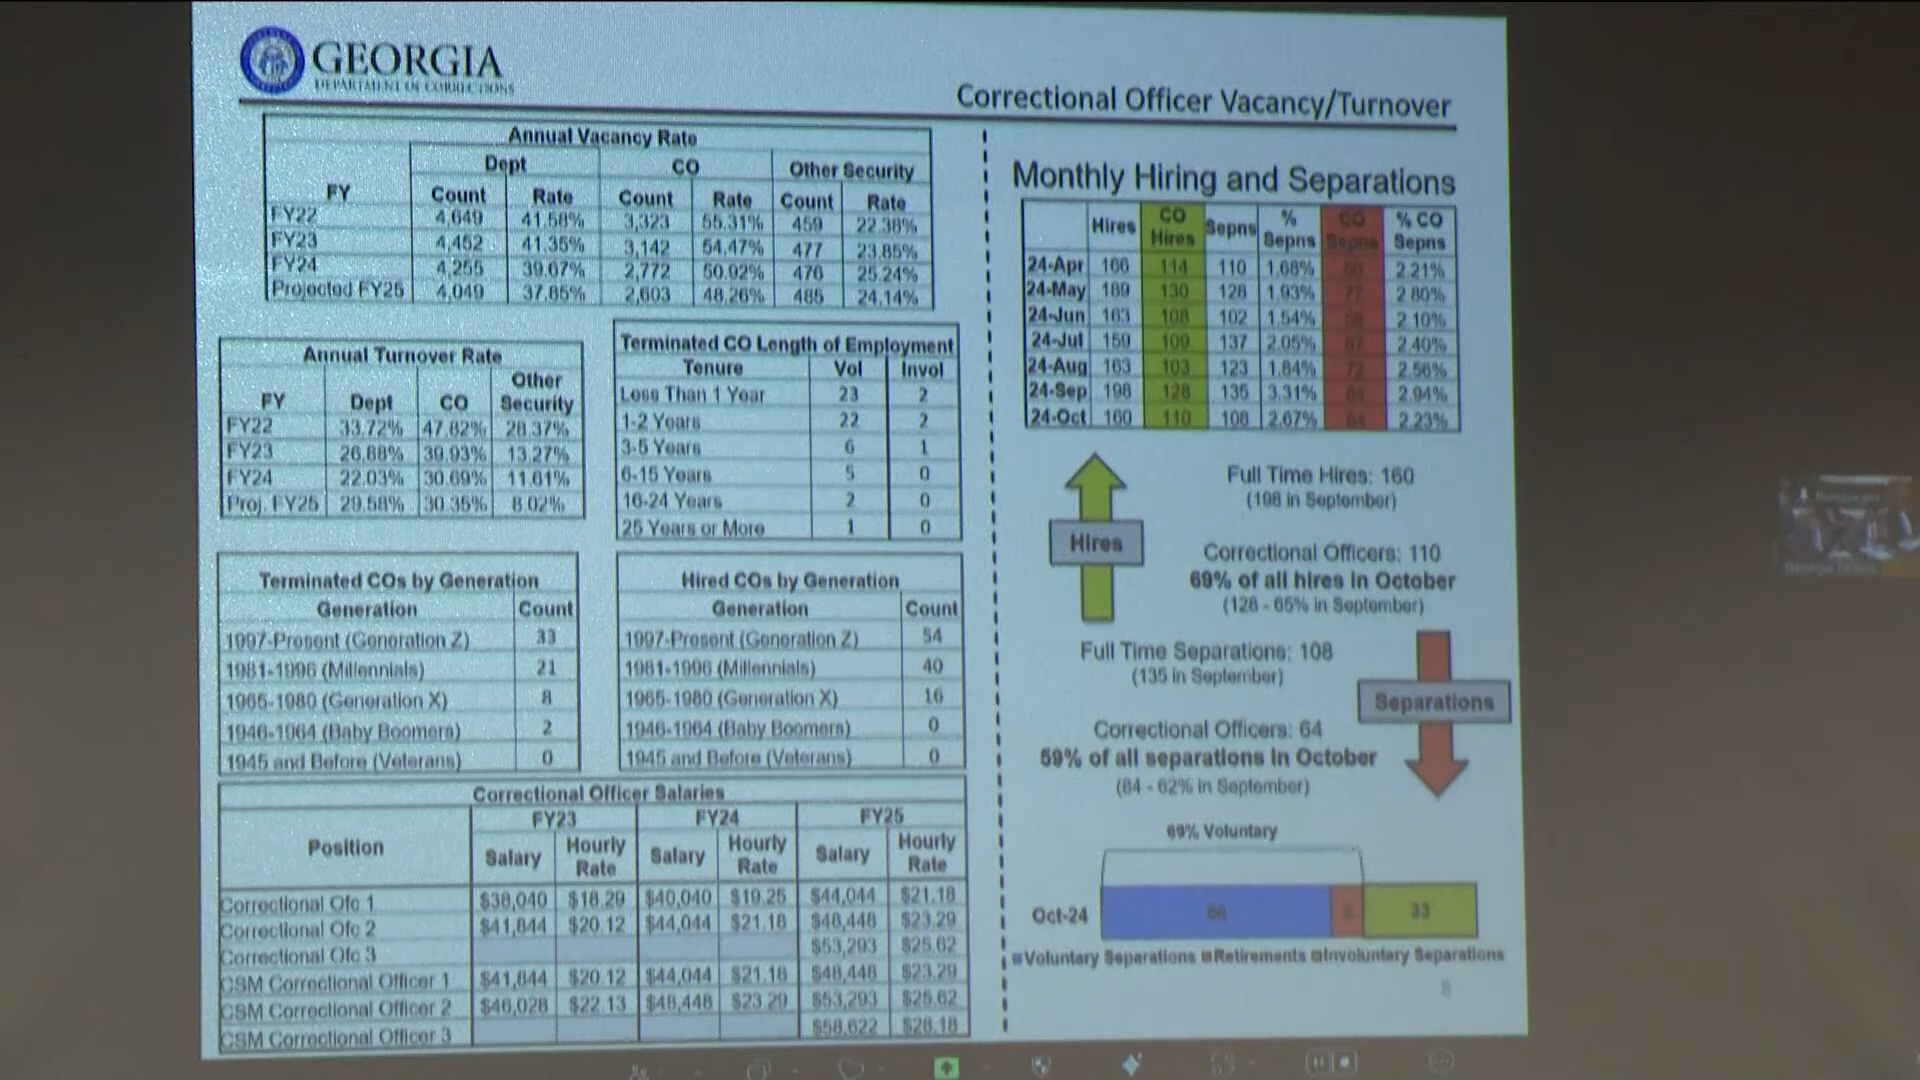 GEORGIA
DEPARTMENT OF CORRECTIONS
Correctional Officer Vacancy/Turnover
Annual Vacancy Rate
FY Dept CO Other Security
Count Rate Count Rate Count Rate
FY22 4,649 41.58% 3,323 55.31% 459 22.38%
FY23 4,452 41.35% 3,142 54.47% 477 23.85%
FY24 4,255 39.67% 2,772 50.92% 476 25.24%
Projected FY25 4,049 37.85% 2,603 48.26% 485 24.14%
Annual Turnover Rate
FY Dept CO Other Security
FY22 33.72% 47.82% 28.37%
FY23 26.88% 39.93% 13.27%
FY24 22.03% 30.69% 11.61%
Proj. FY25 29.58% 30.35% 8.02%
Terminated CO Length of Employment
Tenure Vol Invol
Less Than 1 Year 23 2
1-2 Years 22 2
3-5 Years 6 1
6-15 Years 5 0
16-24 Years 2 0
25 Years or More 1 0
Terminated COs by Generation
Generation Count
1997-Present (Generation Z) 33
1981-1996 (Millennials) 21
1965-1980 (Generation X) 8
1946-1964 (Baby Boomers) 2
1945 and Before (Veterans) 0
Hired COs by Generation
Generation Count
1997-Present (Generation Z) 54
1981-1996 (Millennials) 40
1965-1980 (Generation X) 16
1946-1964 (Baby Boomers) 0
1945 and Before (Veterans) 0
Correctional Officer Salaries
Position FY23 FY24 FY25
Salary Hourly Rate Salary Hourly Rate Salary Hourly Rate
Correctional Ofc 1 $38,040 $18.29 $40,040 $19.25 $44,044 $21.18
Correctional Ofc 2 $41,844 $20.12 $44,044 $21.18 $48,448 $23.29
Correctional Ofc 3 $53,293 $25.62
CSM Correctional Officer 1 $41,844 $20.12 $44,044 $21.18 $48,448 $23.29
CSM Correctional Officer 2 $46,028 $22.13 $48,448 $23.29 $53,293 $25.62
CSM Correctional Officer 3 $58,622 $28.18
Monthly Hiring and Separations
Hires CO Hires Sepns % Sepns CO Sepns % CO Sepns
24-Apr 166 114 110 1.68% 2.21%
24-May 189 130 128 1.93% 77 2.80%
24-Jun 163 108 102 1.54% 2.10%
24-Jul 159 109 137 2.05% 67 2.40%
24-Aug 163 103 123 1.84% 72 2.56%
24-Sep 198 128 135 3.31% 84 2.94%
24-Oct 160 110 108 2.67% 64 2.23%
Hires
Full Time Hires: 160
(198 in September)
Correctional Officers: 110
69% of all hires in October
(128 - 65% in September)
Full Time Separations: 108
(135 in September)
Separations
Correctional Officers: 64
59% of all separations in October
(84 - 62% in September)
69% Voluntary
Oct-24 66 33
Voluntary Separations Retirements Involuntary Separations
8